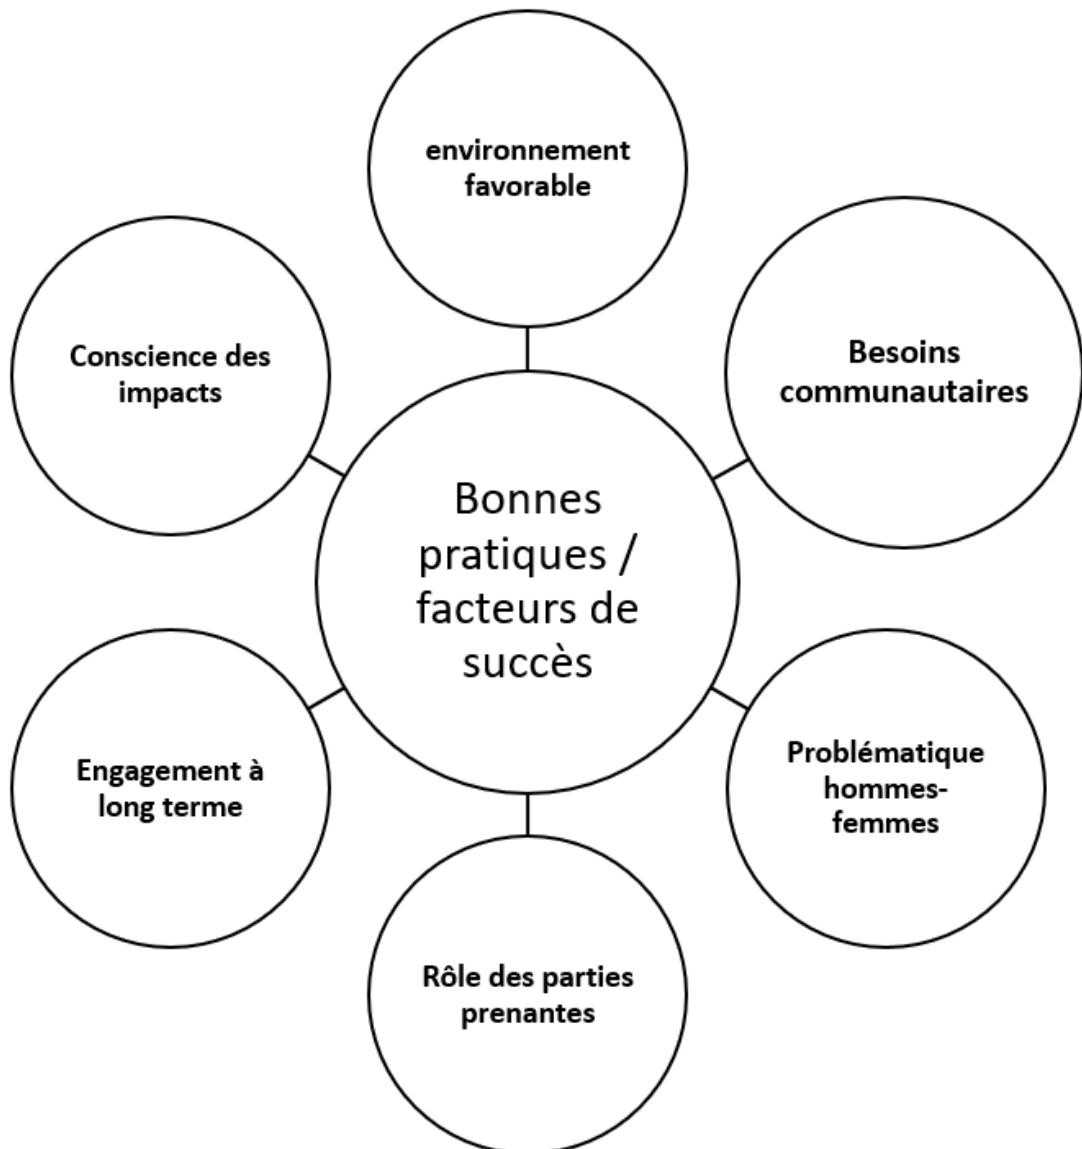 environnement
favorable
Besoins
communautaires
Conscience des
impacts
Bonnes
pratiques /
facteurs de
succès
Problématique
hommes-
femmes
Engagement à
long terme
Rôle des parties
prenantes